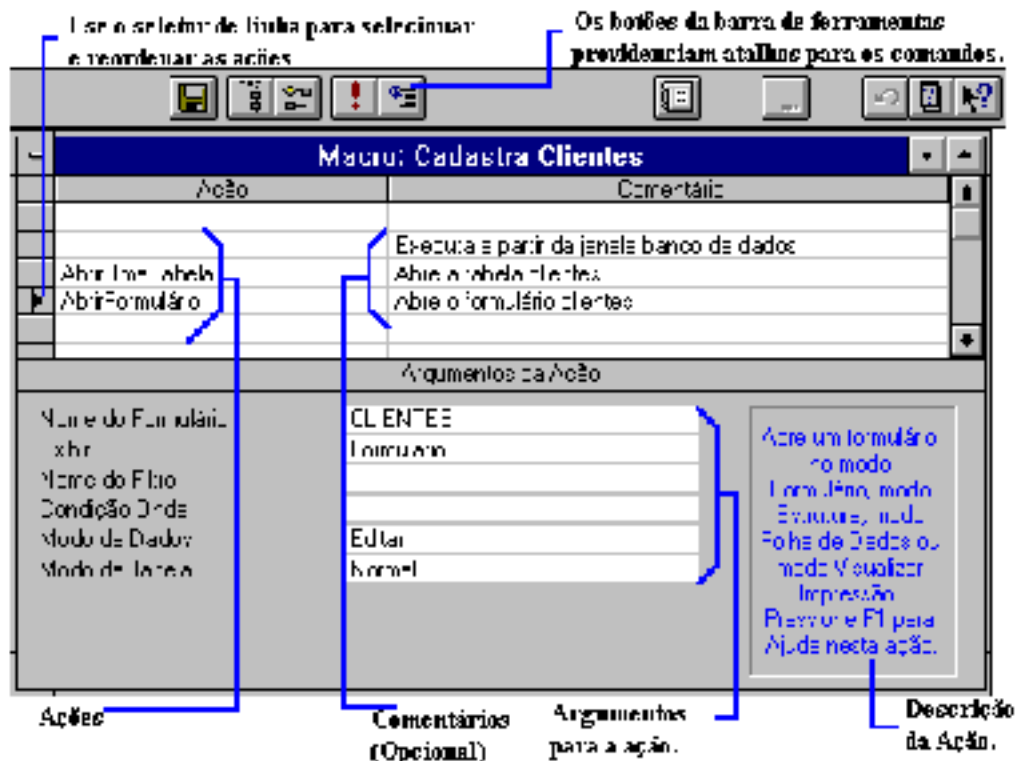 Use o seletor de linha para selecionar
e reordenar as ações
Os botões da barra de ferramentas
providenciam atalhos para os comandos.
Macro: Cadastra Clientes
Ação
Comentário
Executa a partir da janela banco de dados
Abrir Tabela
Abre a tabela clientes
AbrirFormulário
Abre o formulário clientes
Argumentos da Ação
Nome do Formulário
CLIENTES
Exibir
Formulário
Nome do Filtro
Condição Onde
Modo de Dados
Editar
Modo de Janela
Normal
Abre um formulário
no modo
Formulário, modo
Estrutura, modo
Folha de Dados ou
modo Visualizar
Impressão.
Pressione F1 para
Ajuda nesta ação.
Ações
Comentários
(Opcional)
Argumentos
para a ação.
Descrição
da Ação.